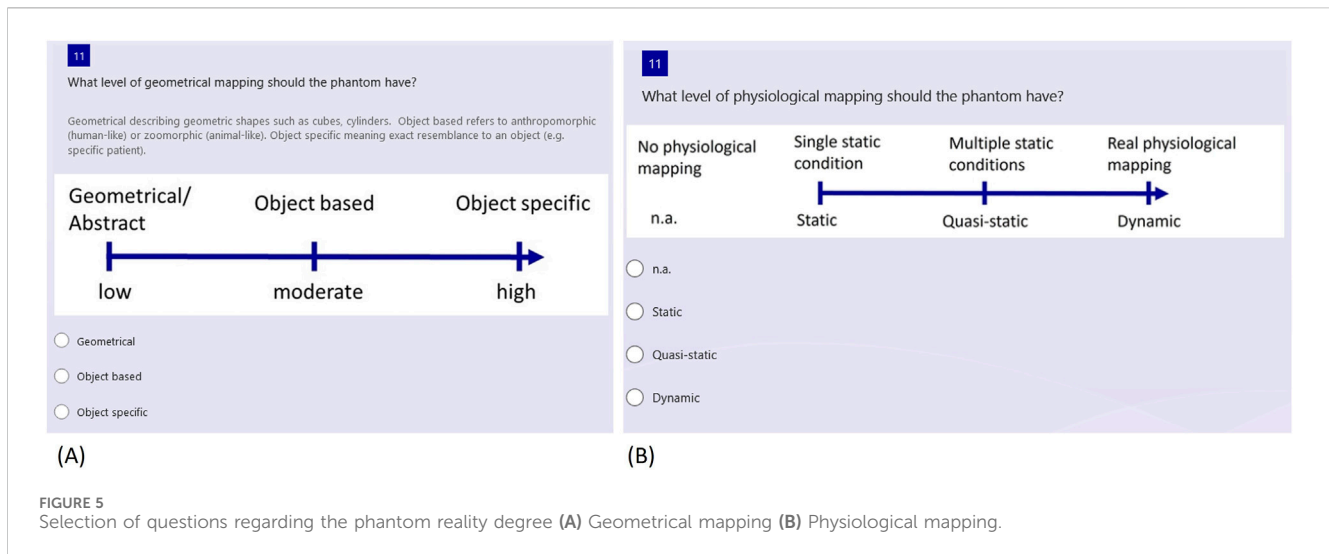 11
What level of geometrical mapping should the phantom have?
Geometrical describing geometric shapes such as cubes, cylinders.  Object based refers to anthropomorphic
(human-like) or zoomorphic (animal-like). Object specific meaning exact resemblance to an object (e.g.
specific patient).
Geometrical/
Abstract
Object based
Object specific
low
moderate
high
Geometrical
Object based
Object specific
(A)
11
What level of physiological mapping should the phantom have?
No physiological
mapping
Single static
condition
Multiple static
conditions
Real physiological
mapping
n.a.
Static
Quasi-static
Dynamic
n.a.
Static
Quasi-static
Dynamic
(B)
FIGURE 5
Selection of questions regarding the phantom reality degree (A) Geometrical mapping (B) Physiological mapping.